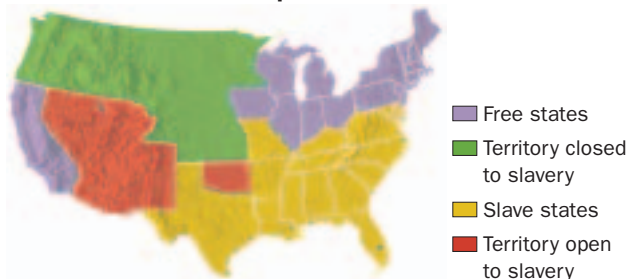 Free states
Territory closed
to slavery
Slave states
Territory open
to slavery